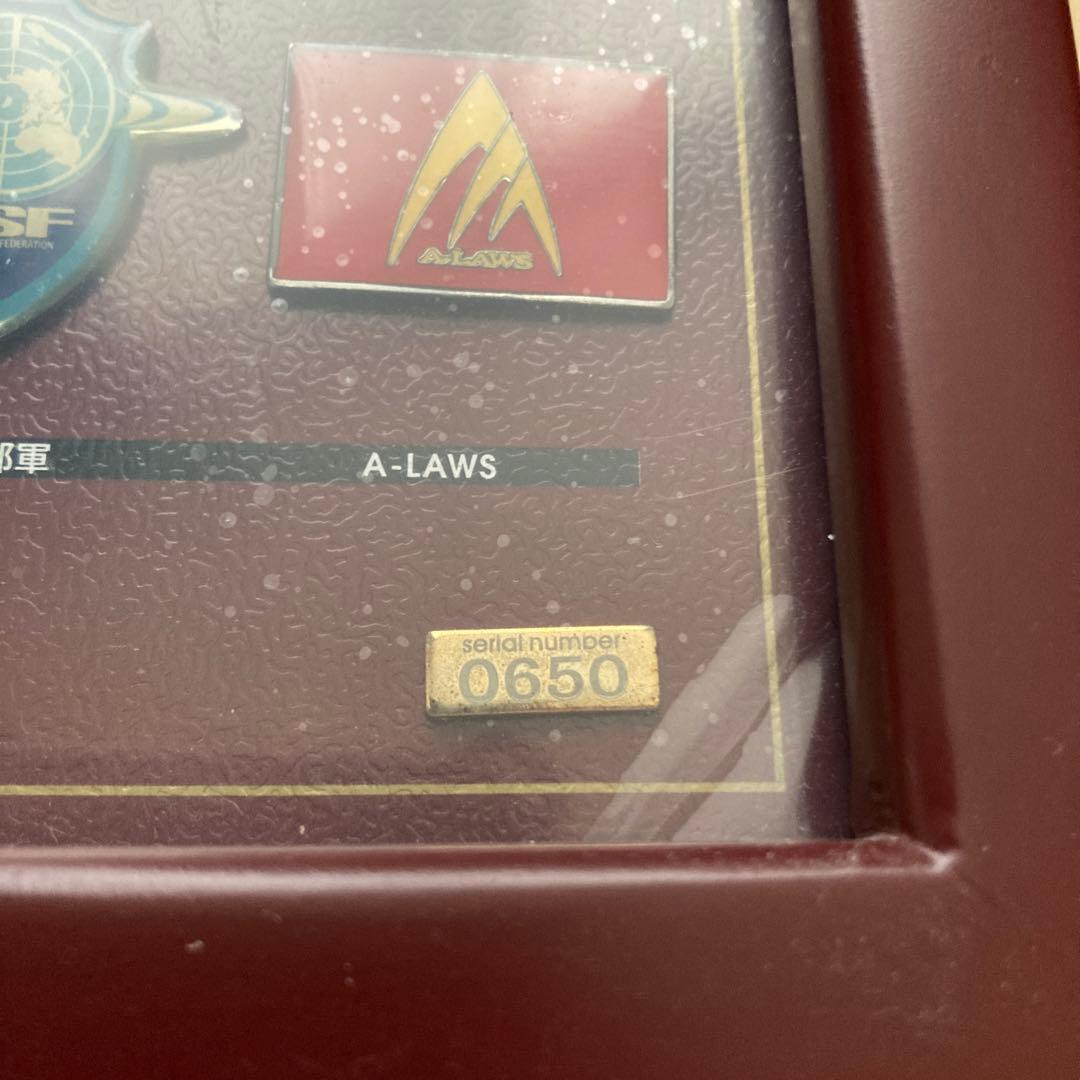 SF
FEDERATION
A-LAWS
軍
A-LAWS
serial number
0650